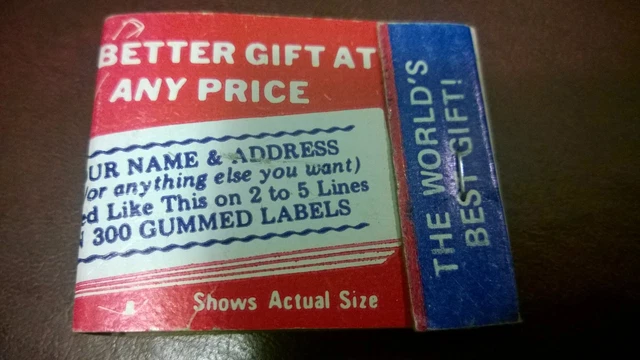 BETTER GIFT AT
ANY PRICE
UR NAME & ADDRESS
or anything else you want)
ed Like This on 2 to 5 Lines
N 300 GUMMED LABELS
Shows Actual Size
THE WORLD'S
BEST GIFT!